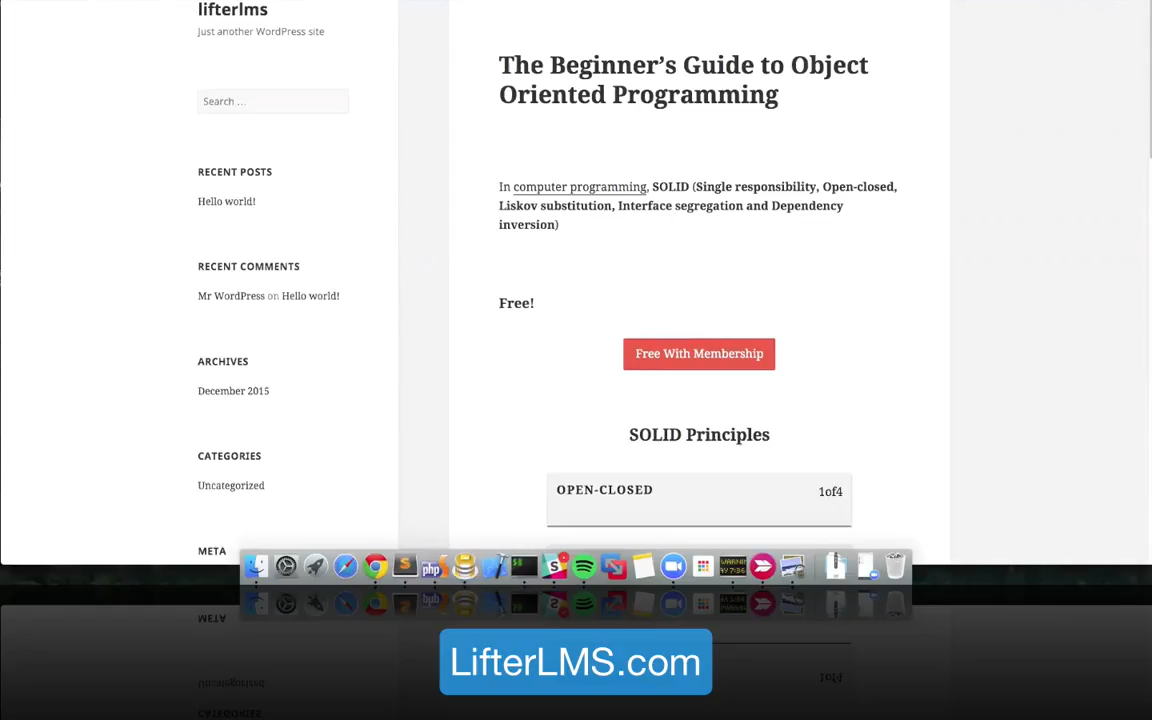 lifterlms
Just another WordPress site
Search …
RECENT POSTS
Hello world!
RECENT COMMENTS
Mr WordPress on Hello world!
ARCHIVES
December 2015
CATEGORIES
Uncategorized
META
The Beginner's Guide to Object
Oriented Programming
In computer programming, SOLID (Single responsibility, Open-closed,
Liskov substitution, Interface segregation and Dependency
inversion)
Free!
Free With Membership
SOLID Principles
OPEN-CLOSED
1of4
php
LifterLMS.com